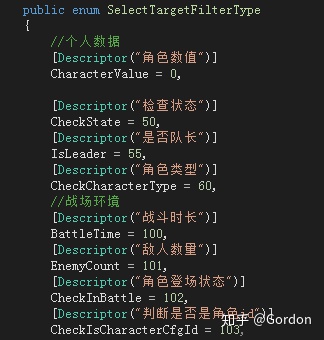 public enum SelectTargetFilterType
{
//个人数据
[Descriptor("角色数值")]
CharacterValue = 0,
[Descriptor("检查状态")]
CheckState = 50,
[Descriptor("是否队长")]
IsLeader = 55,
[Descriptor("角色类型")]
CheckCharacterType = 60,
//战场环境
[Descriptor("战斗时长")]
BattleTime = 100,
[Descriptor("敌人数量")]
EnemyCount = 101,
[Descriptor("角色登场状态")]
CheckInBattle = 102,
[Descriptor("判断是否是角色id")]
CheckIsCharacterCfgId = 103,
知乎 @Gordon